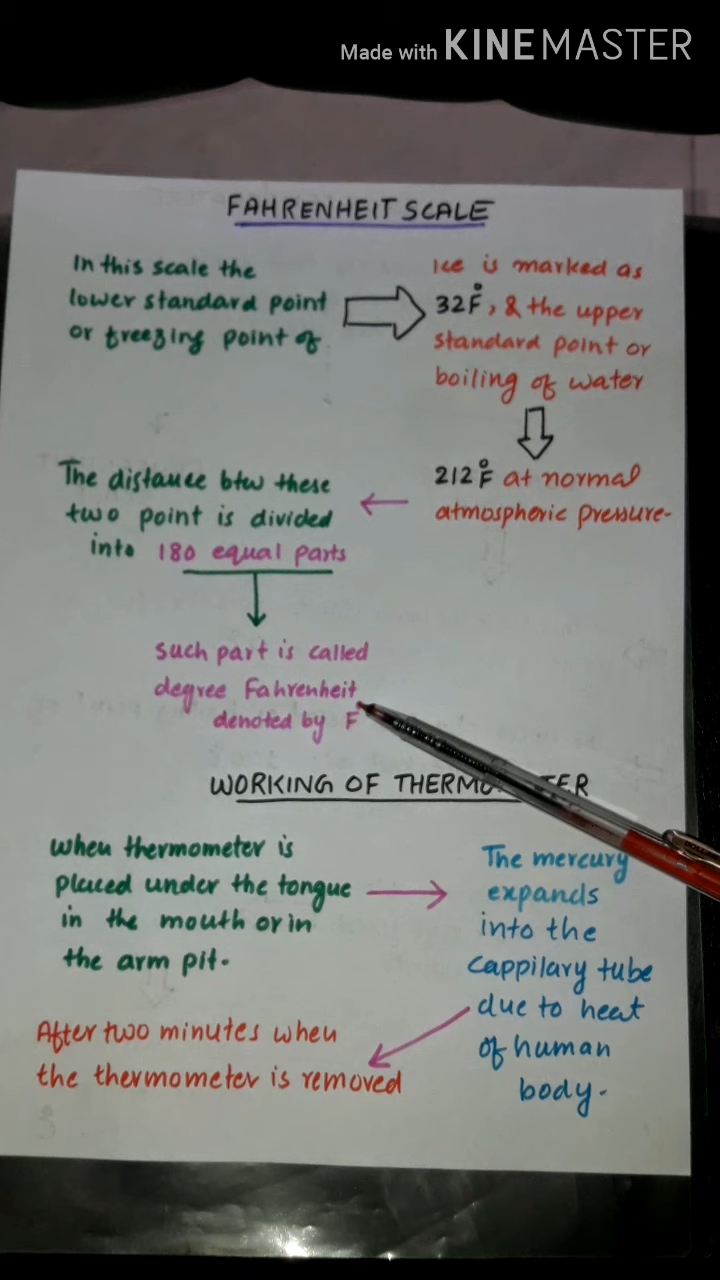 Made with KINEMASTER
FAHRENHEIT SCALE
In this scale the
lower standard point
or freezing point of
Ice is marked as
32°F, & the upper
standard point or
boiling of water
212°F at normal
atmospheric pressure-
The distance btw these
two point is divided
into 180 equal parts
such part is called
degree Fahrenheit
denoted by F
WORKING OF
When thermometer is
placed under the tongue
in the mouth or in
the arm pit.
The mercury
expands
into the
cappilary tube
due to heat
of human
body.
After two minutes when
the thermometer is removed